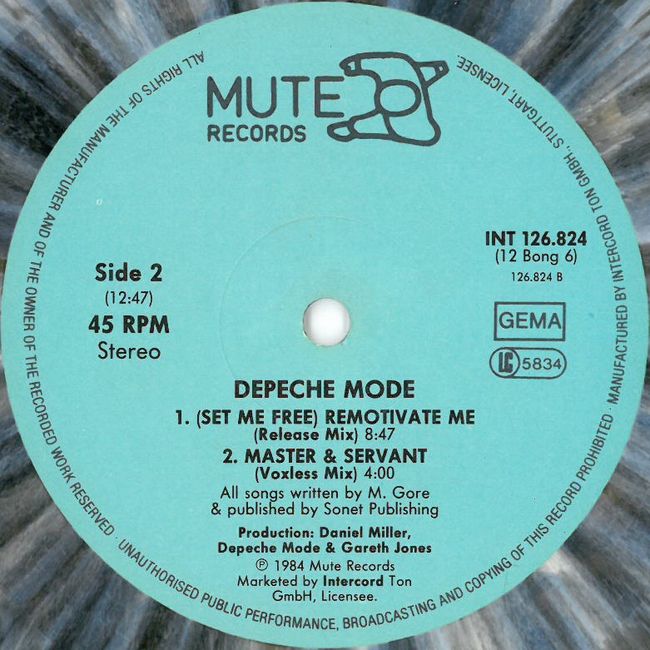 MUTE
RECORDS
Side 2
(12:47)
45 RPM
Stereo
INT 126.824
(12 Bong 6)
126.824 B
GEMA
LC 5834
DEPECHE MODE
1. (SET ME FREE) REMOTIVATE ME
(Release Mix) 8:47
2. MASTER & SERVANT
(Voxless Mix) 4:00
All songs written by M. Gore
& published by Sonet Publishing
Production: Daniel Miller,
Depeche Mode & Gareth Jones
℗ 1984 Mute Records
Marketed by Intercord Ton
GmbH, Licensee.
ALL RIGHTS OF THE MANUFACTURER AND OF THE OWNER OF THE RECORDED WORK RESERVED · UNAUTHORISED PUBLIC PERFORMANCE, BROADCASTING AND COPYING OF THIS RECORD PROHIBITED · MANUFACTURED BY INTERCORD TON GMBH., STUTTGART, LICENSEE.